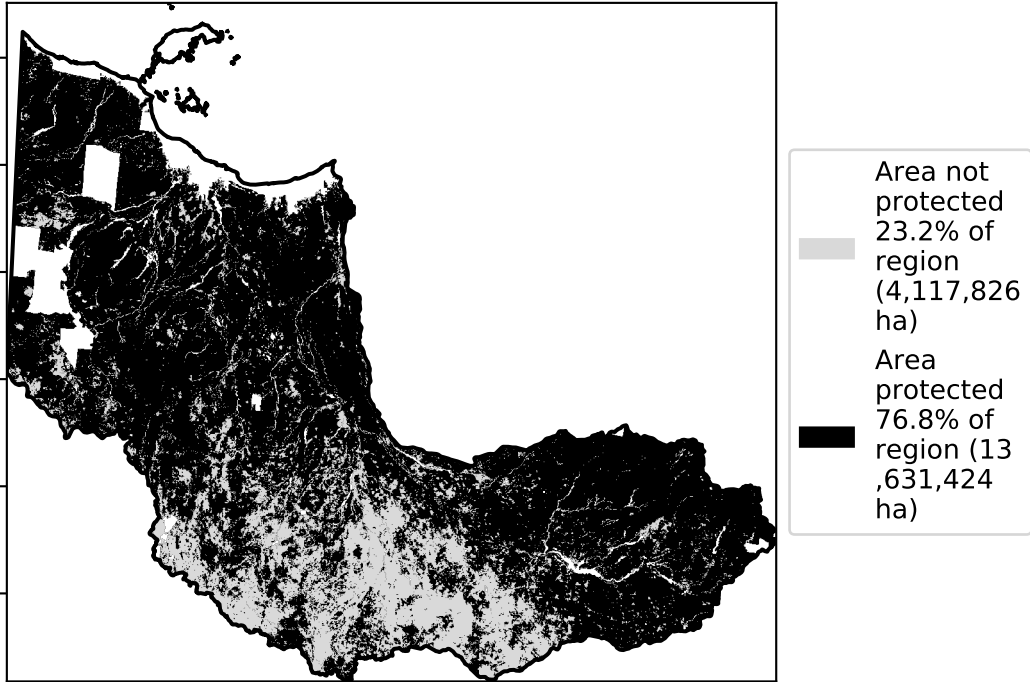 Area not
protected
23.2% of
region
(4,117,826
ha)
Area
protected
76.8% of
region (13
,631,424
ha)